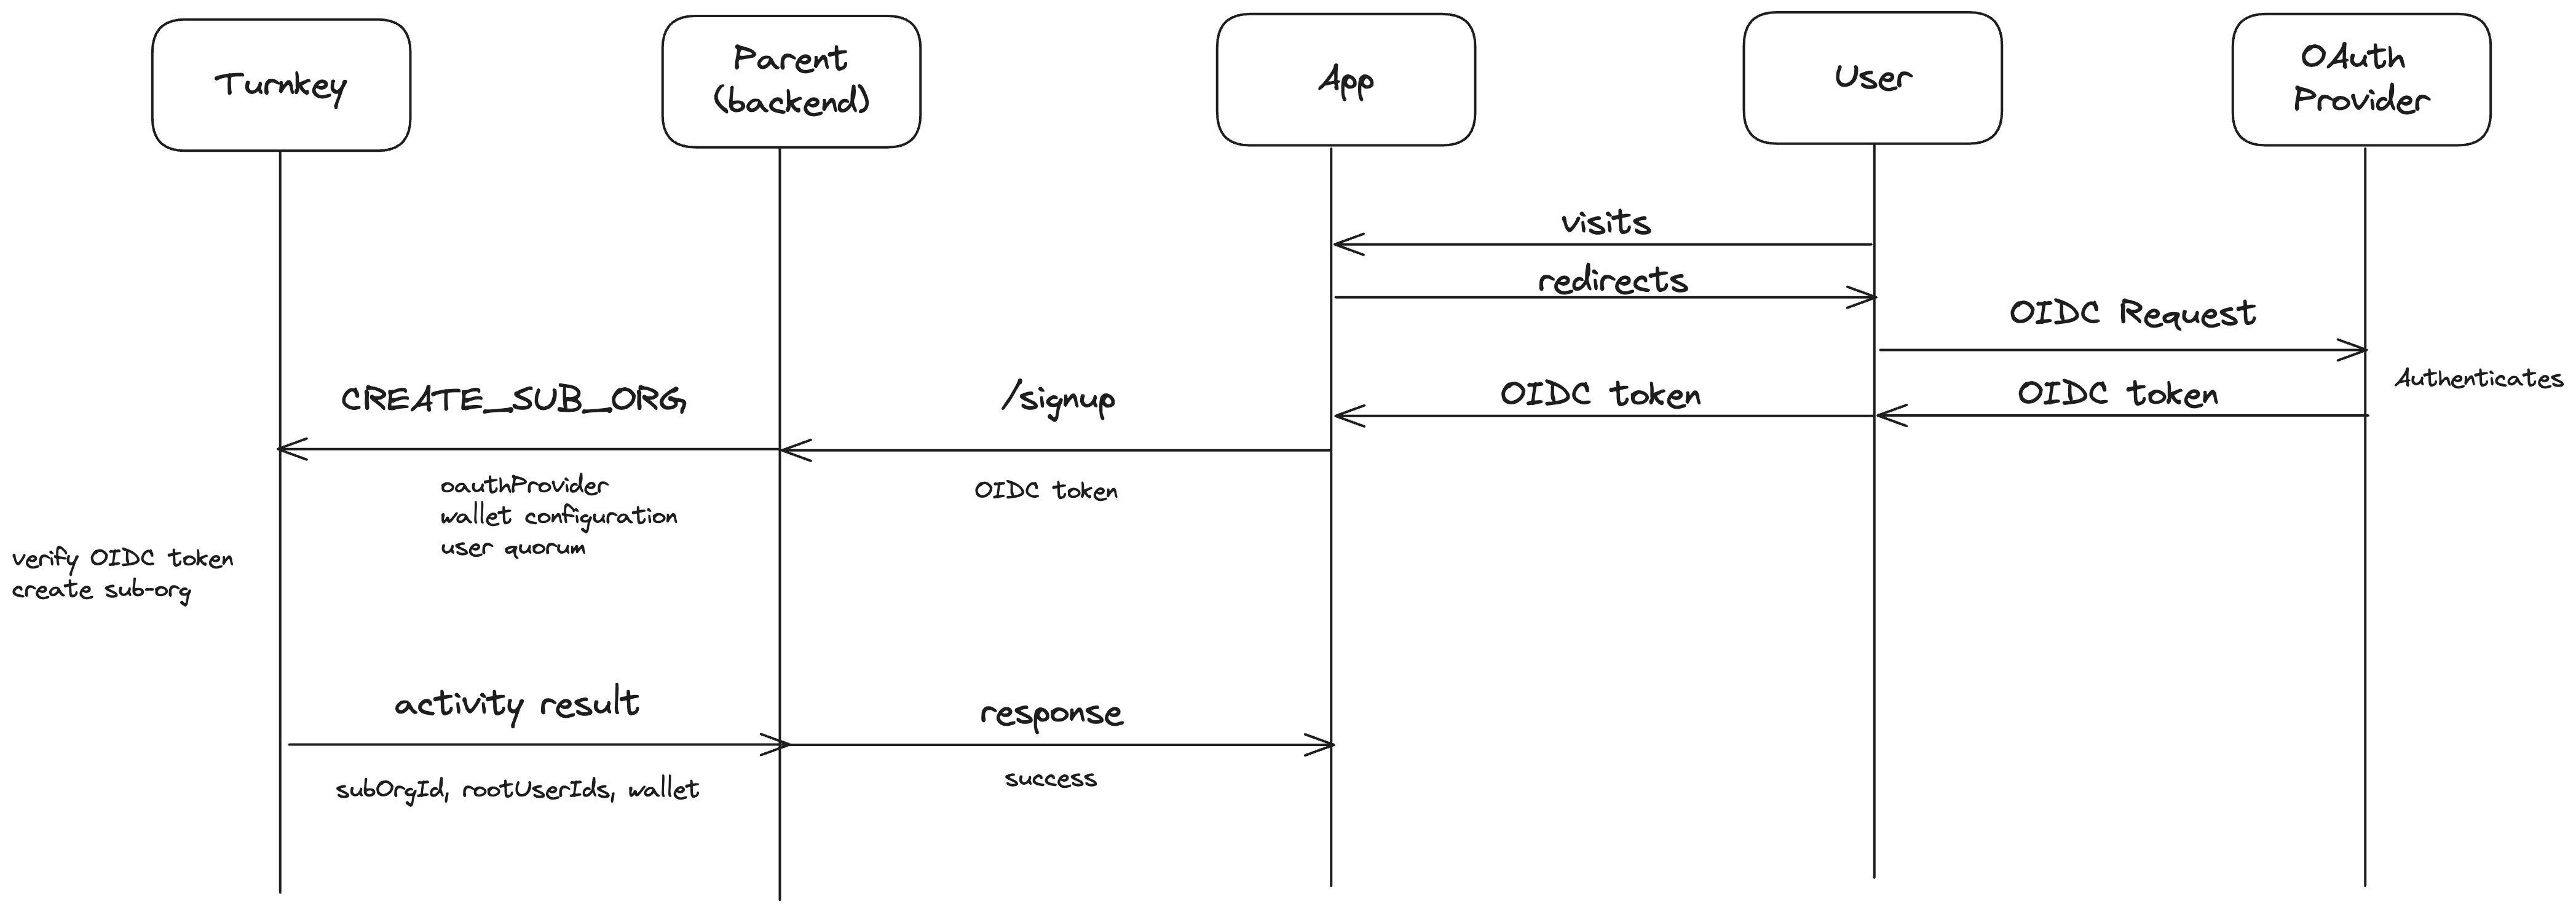 Turnkey
Parent
(backend)
App
User
OAuth
Provider
visits
redirects
OIDC Request
Authenticates
OIDC token
OIDC token
/signup
OIDC token
CREATE_SUB_ORG
oauthProvider
wallet configuration
user quorum
verify OIDC token
create sub-org
activity result
subOrgId, rootUserIds, wallet
response
success